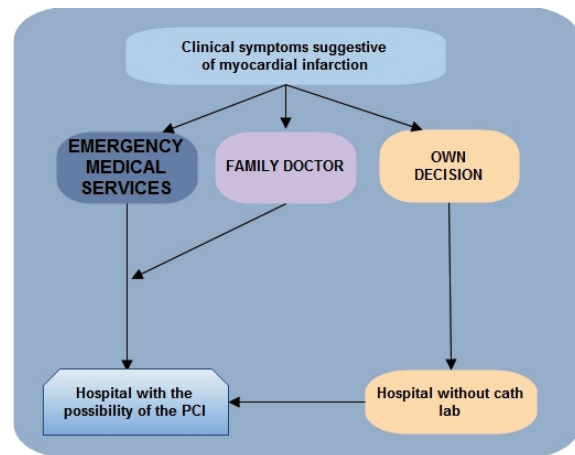 Clinical symptoms suggestive
of myocardial infarction
EMERGENCY
MEDICAL
SERVICES
FAMILY DOCTOR
OWN
DECISION
Hospital with the
possibility of the PCI
Hospital without cath
lab